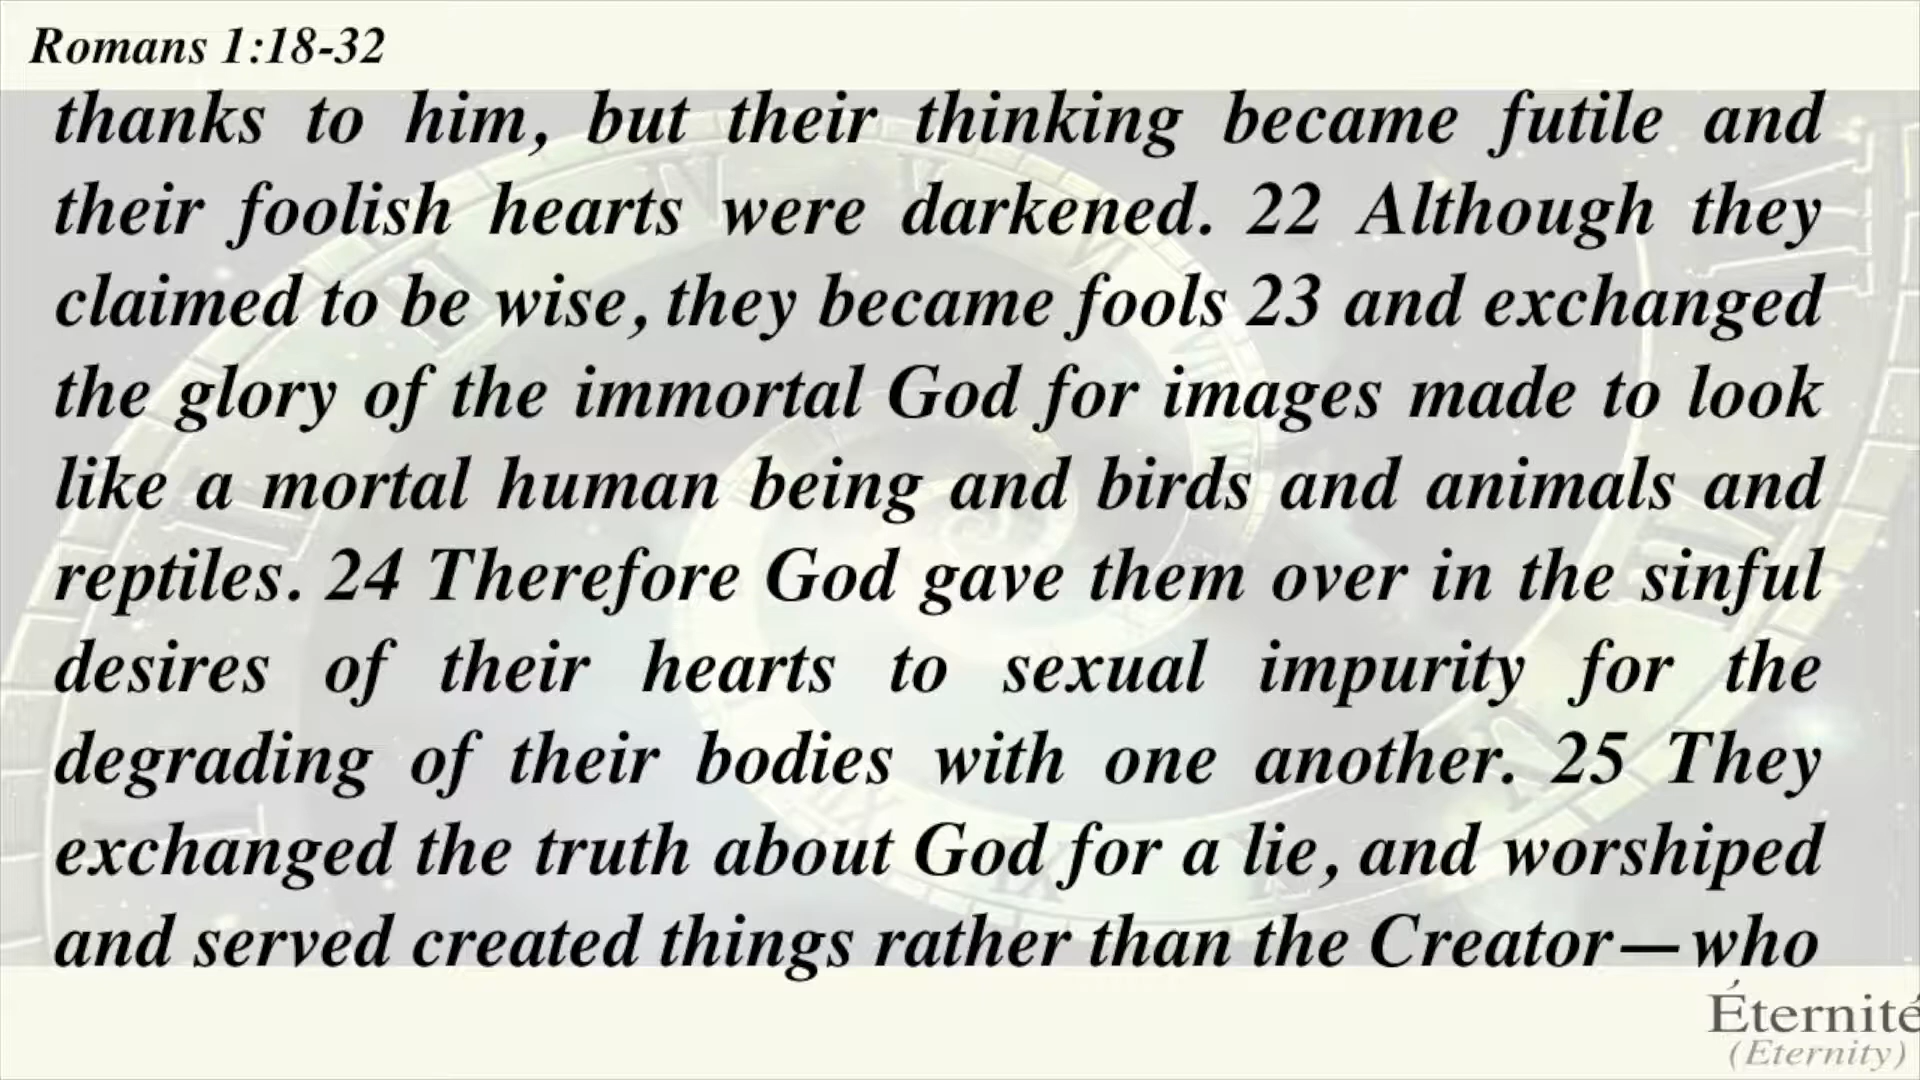 Romans 1:18-32
thanks to him, but their thinking became futile and
their foolish hearts were darkened. 22 Although they
claimed to be wise, they became fools 23 and exchanged
the glory of the immortal God for images made to look
like a mortal human being and birds and animals and
reptiles. 24 Therefore God gave them over in the sinful
desires of their hearts to sexual impurity for the
degrading of their bodies with one another. 25 They
exchanged the truth about God for a lie, and worshiped
and served created things rather than the Creator—who
Éternité
(Eternity)